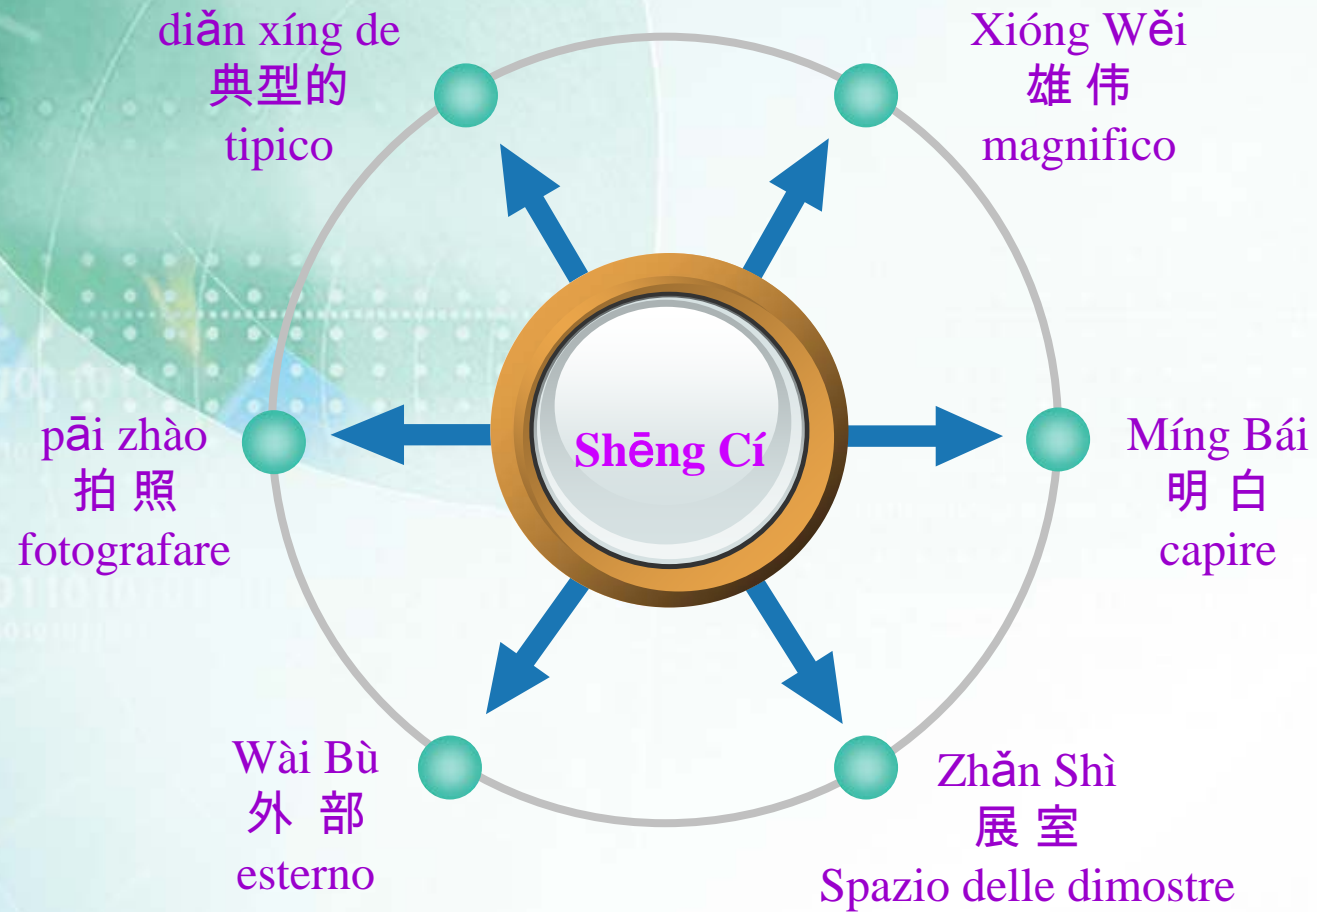 diǎn xíng de
典型的
tipico
Xióng Wěi
雄 伟
magnifico
pāi zhào
拍 照
fotografare
Shēng Cí
Míng Bái
明 白
capire
Wài Bù
外 部
esterno
Zhǎn Shì
展 室
Spazio delle dimostre